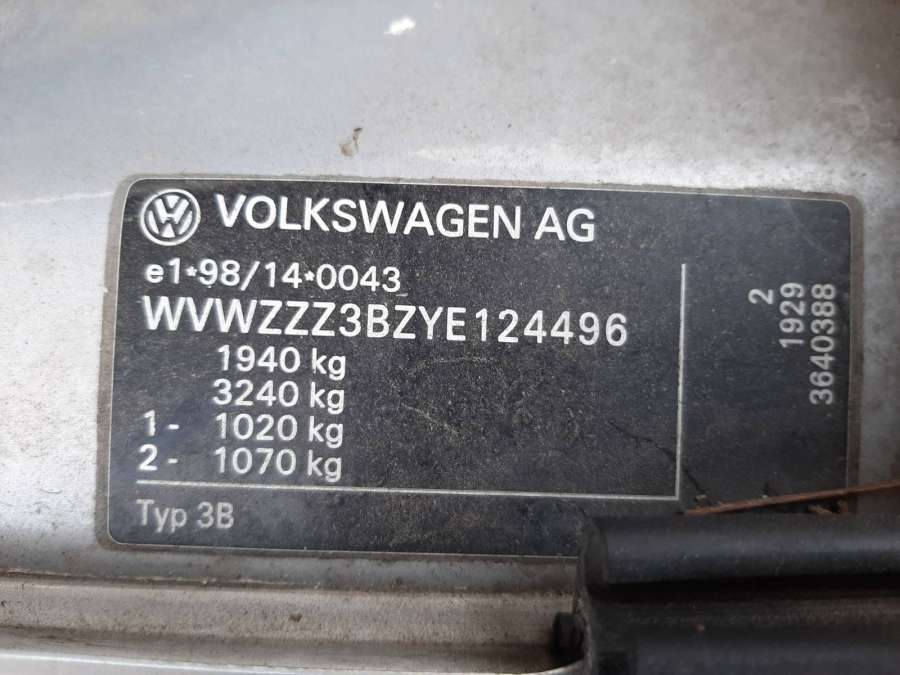 VOLKSWAGEN AG
e1*98/14*0043
WVWZZZ3BZYE124496
1940 kg
3240 kg
1- 1020 kg
2- 1070 kg
Typ 3B
2
1929
3640388